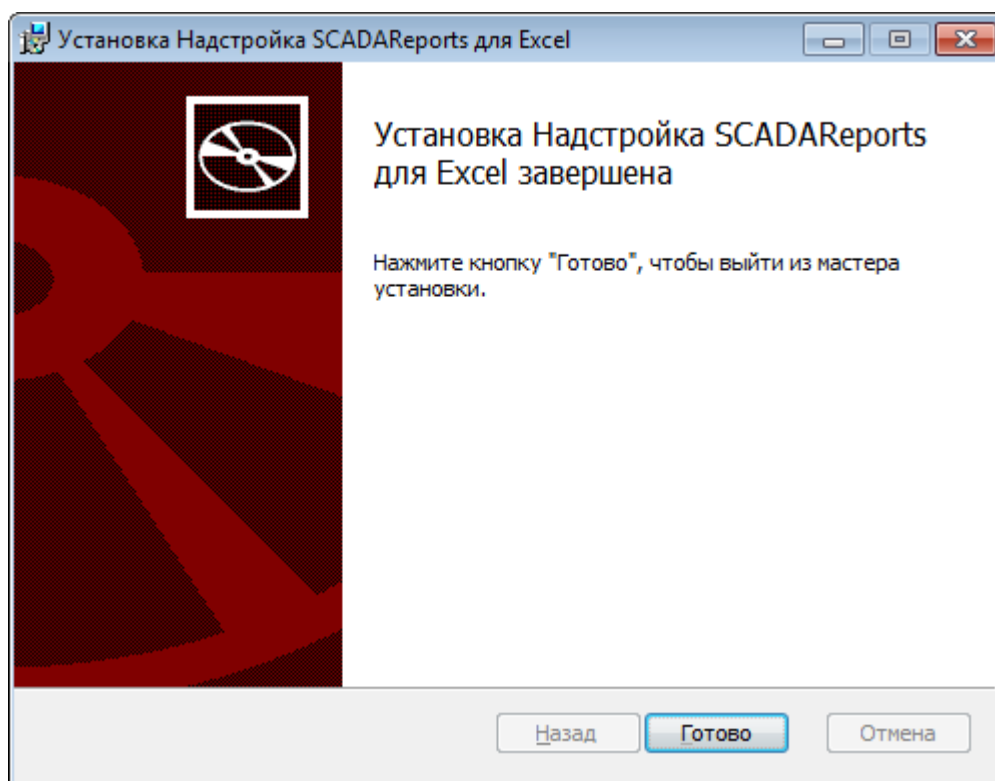 Установка Надстройка SCADAReports для Excel
Установка Надстройка SCADAReports
для Excel завершена
Нажмите кнопку "Готово", чтобы выйти из мастера
установки.
Назад Готово Отмена